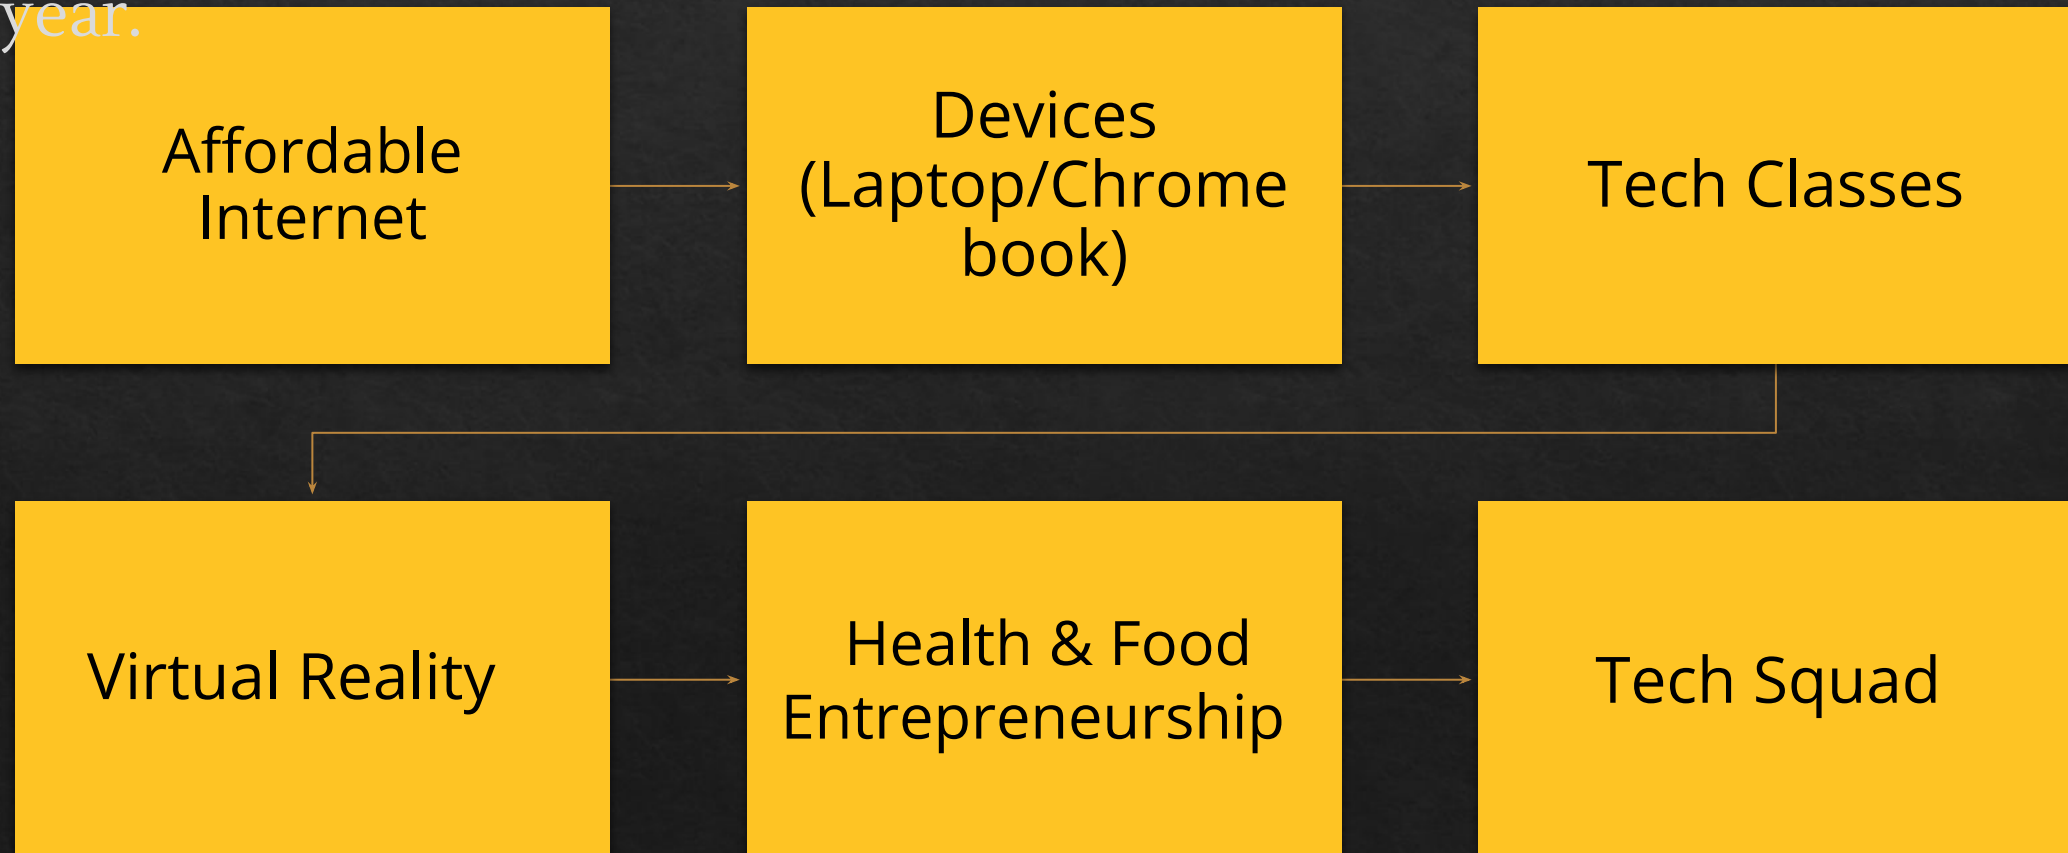 year.
Affordable
Internet
Devices
(Laptop/Chrome
book)
Tech Classes
Virtual Reality
Health & Food
Entrepreneurship
Tech Squad